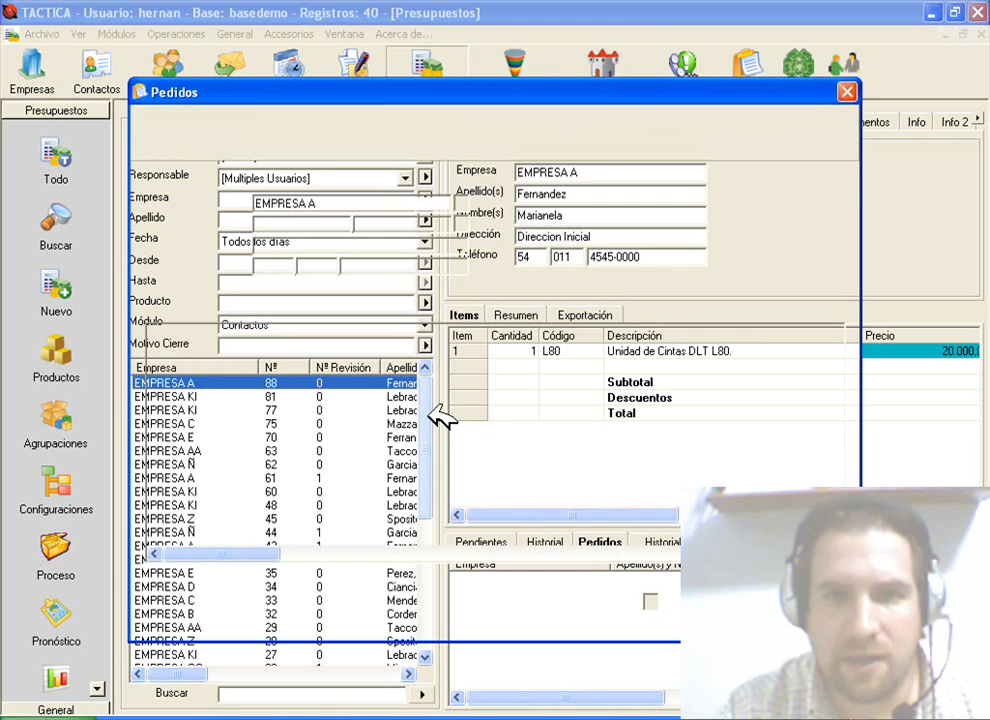 TACTICA - Usuario: hernan - Base: basedemo - Registros: 40 - [Presupuestos]
Archivo Ver Módulos Operaciones General Accesorios Ventana Acerca de...
Empresas
Contactos
Presupuestos
Todo
Buscar
Nuevo
Productos
Agrupaciones
Configuraciones
Proceso
Pronóstico
General
Pedidos
Info Info 2
Responsable [Multiples Usuarios]
Empresa
EMPRESA A
Apellido
Fecha Todos los días
Desde
Hasta
Producto
Módulo Contactos
Motivo Cierre
Empresa EMPRESA A
Apellido(s) Fernandez
Marianela
Dirección Direccion Inicial
54 011 4545-0000
Items Resumen Exportación
Item Cantidad Código Descripción Precio
1 1 L80 Unidad de Cintas DLT L80. 20.000,
Subtotal
Descuentos
Total
Empresa Nº Nº Revisión Apellid
EMPRESA A 88 0 Fernar
EMPRESA KI 81 0 Lebrac
EMPRESA KI 77 0 Lebrac
EMPRESA C 75 0 Mazza
EMPRESA E 70 0 Ferran
EMPRESA AA 63 0 Tacco
EMPRESA Ñ 62 0 Garcia
EMPRESA A 61 1 Fernar
EMPRESA KI 60 0 Lebrac
EMPRESA KI 48 0 Lebrac
EMPRESA Z 45 0 Sposit
EMPRESA Ñ 44 1 Garcia
EMPRESA E 35 0 Perez,
EMPRESA D 34 0 Cianci
EMPRESA C 33 0 Mende
EMPRESA B 32 0 Corder
EMPRESA AA 29 0 Tacco
EMPRESA Z 28 0 Sposit
EMPRESA KI 27 0 Lebrac
Pendientes Historial Pedidos Historial
Buscar